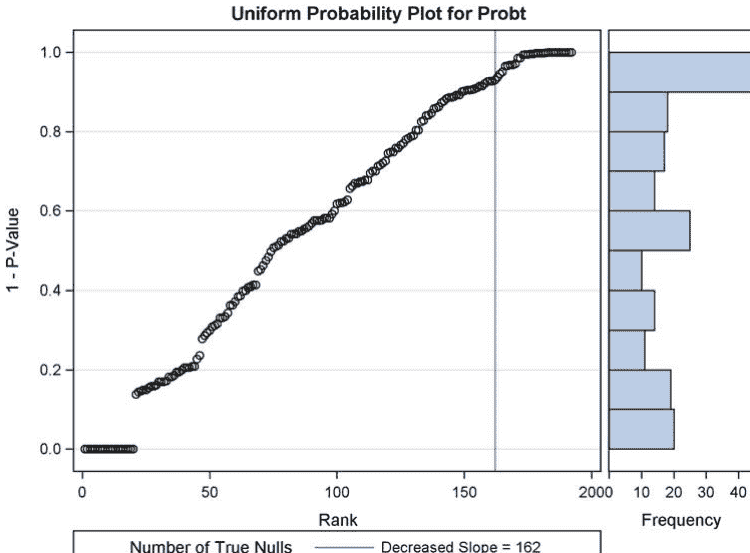 Uniform Probability Plot for Probt
1 - P-Value
1.0
0.8
0.6
0.4
0.2
0.0
0 50 100 150 200
0 10 20 30 40
Rank
Frequency
Number of True Nulls Decreased Slope = 162